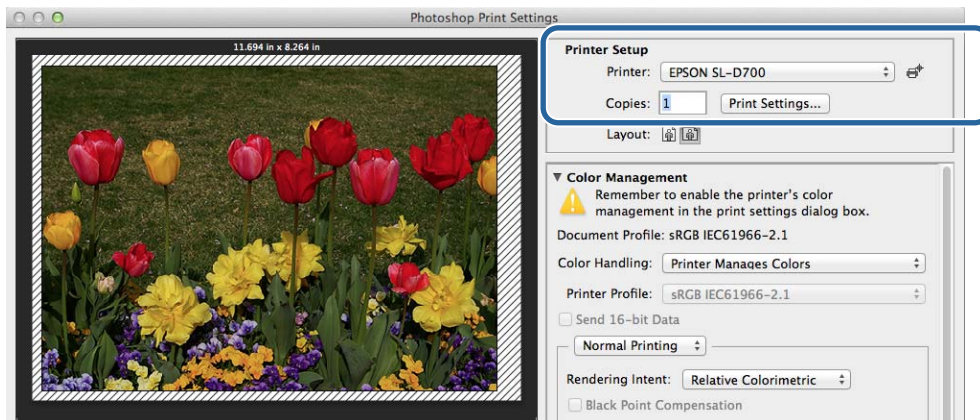 Photoshop Print Settings
11.694 in x 8.264 in
Printer Setup
Printer: EPSON SL-D700
Copies: 1 Print Settings...
Layout:
Color Management
Remember to enable the printer's color
management in the print settings dialog box.
Document Profile: sRGB IEC61966-2.1
Color Handling: Printer Manages Colors
Printer Profile: sRGB IEC61966-2.1
Send 16-bit Data
Normal Printing
Rendering Intent: Relative Colorimetric
Black Point Compensation